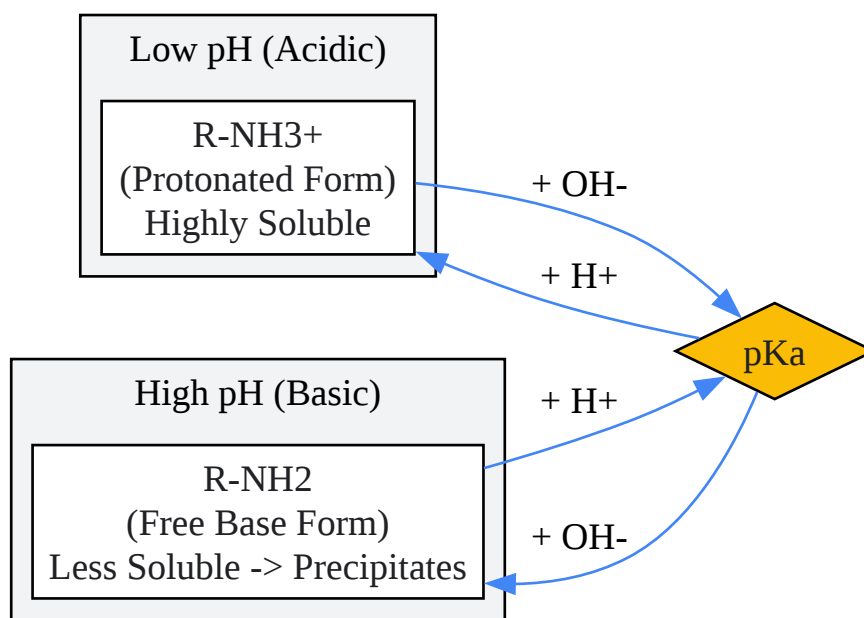 Low pH (Acidic)
R-NH3+
(Protonated Form)
Highly Soluble
+ OH-
+ H+
pKa
High pH (Basic)
R-NH2
(Free Base Form)
Less Soluble -> Precipitates
+ H+
+ OH-